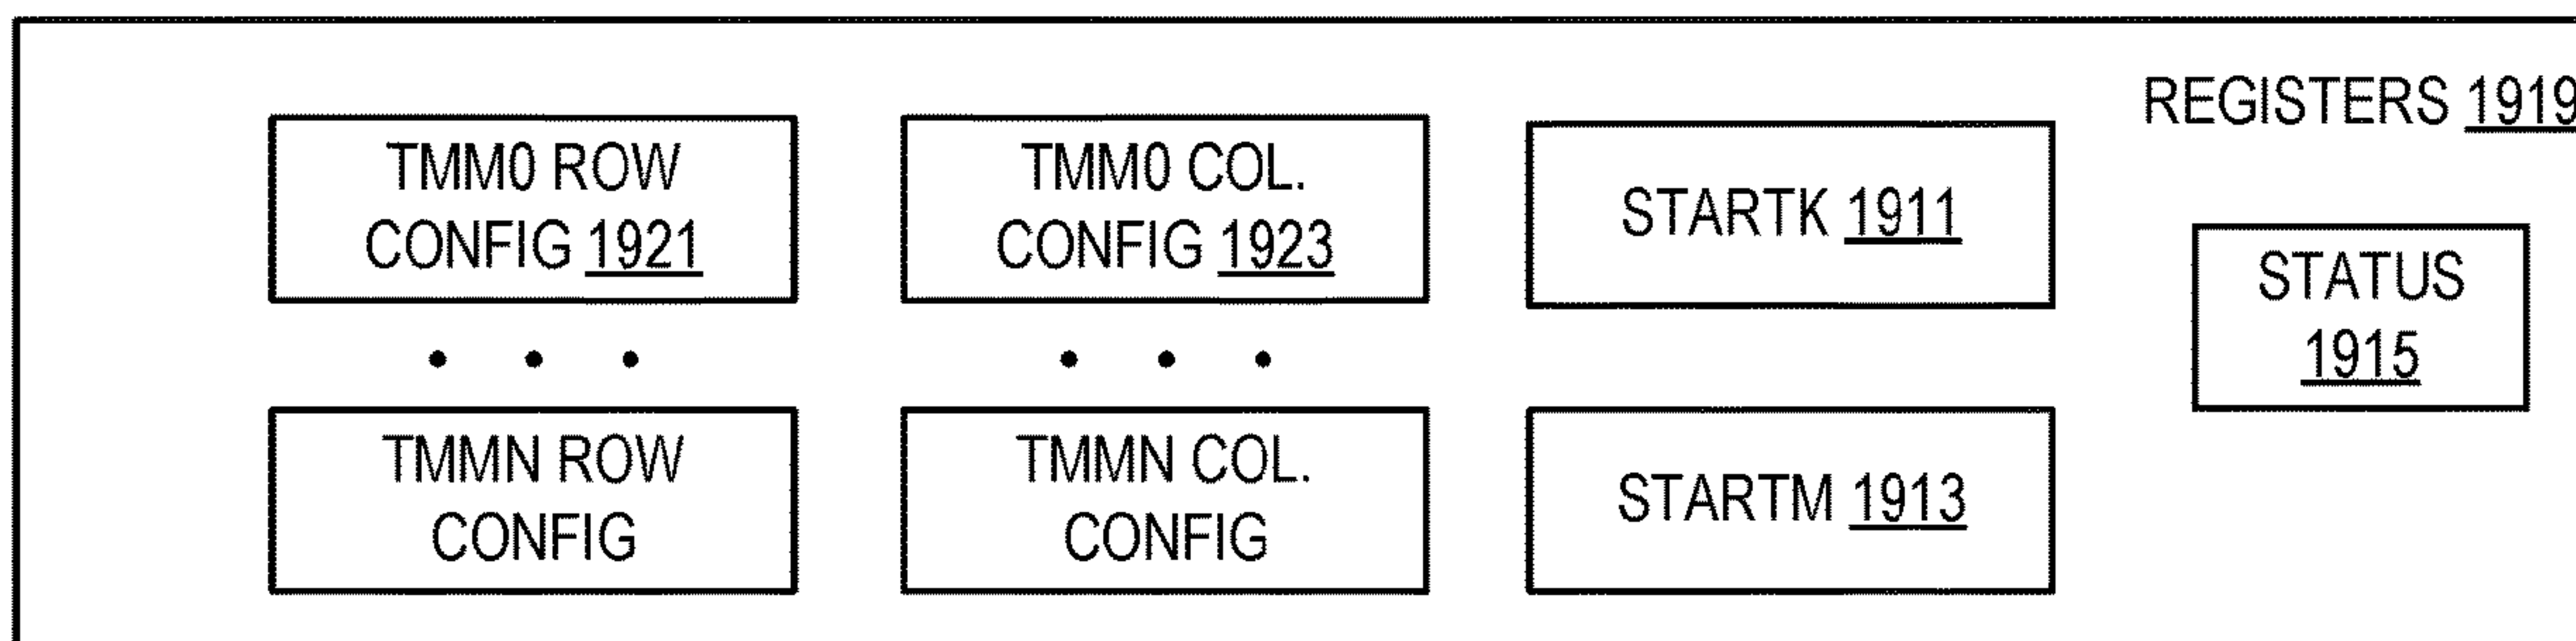 REGISTERS 1919
TMM0 ROW
CONFIG 1921
TMM0 COL.
CONFIG 1923
STARTK 1911
STATUS
1915
TMMN ROW
CONFIG
TMMN COL.
CONFIG
STARTM 1913